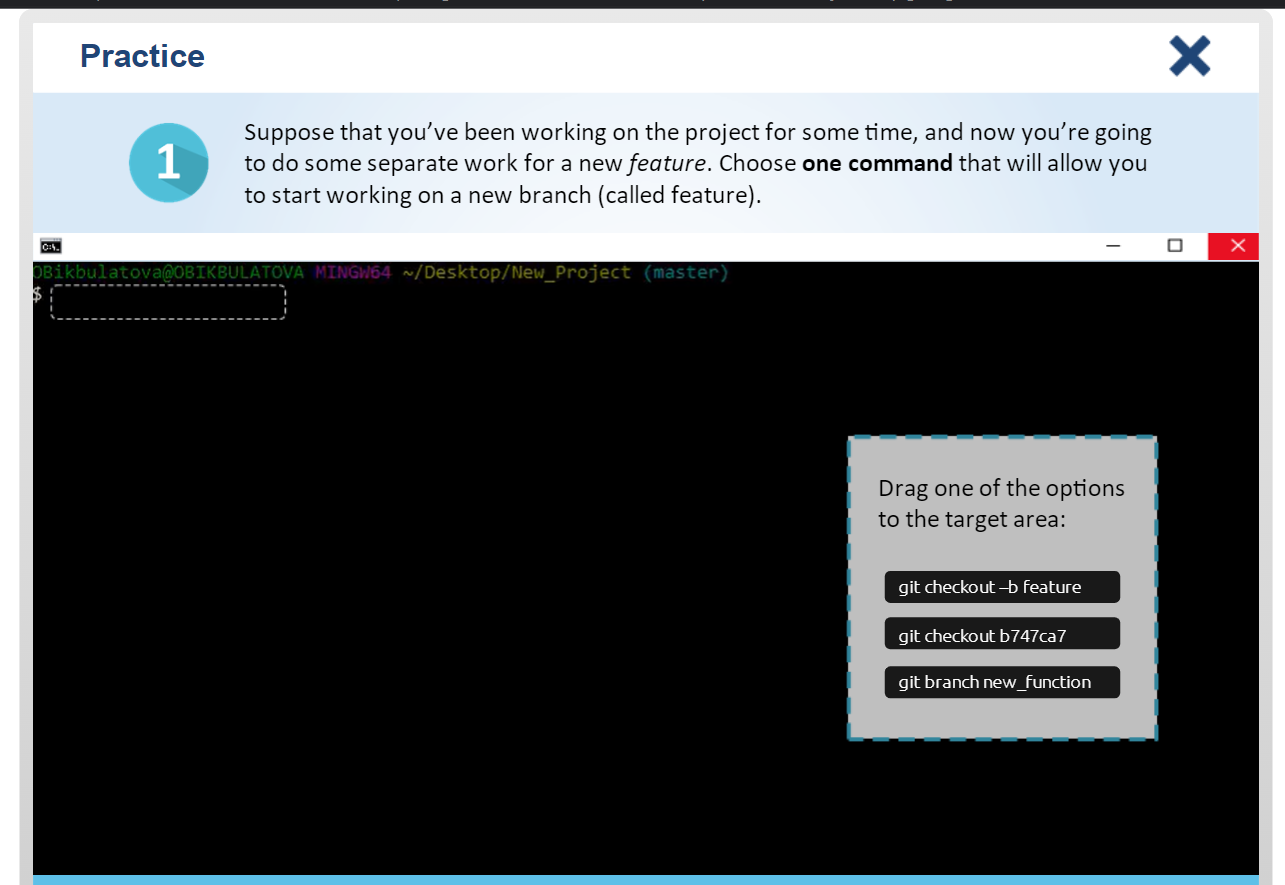 Practice
1
Suppose that you’ve been working on the project for some time, and now you’re going
to do some separate work for a new feature. Choose one command that will allow you
to start working on a new branch (called feature).
C:\.
OBikbulatova@OBIKBULATOVA MINGW64 ~/Desktop/New_Project (master)
$
Drag one of the options
to the target area:
git checkout –b feature
git checkout b747ca7
git branch new_function